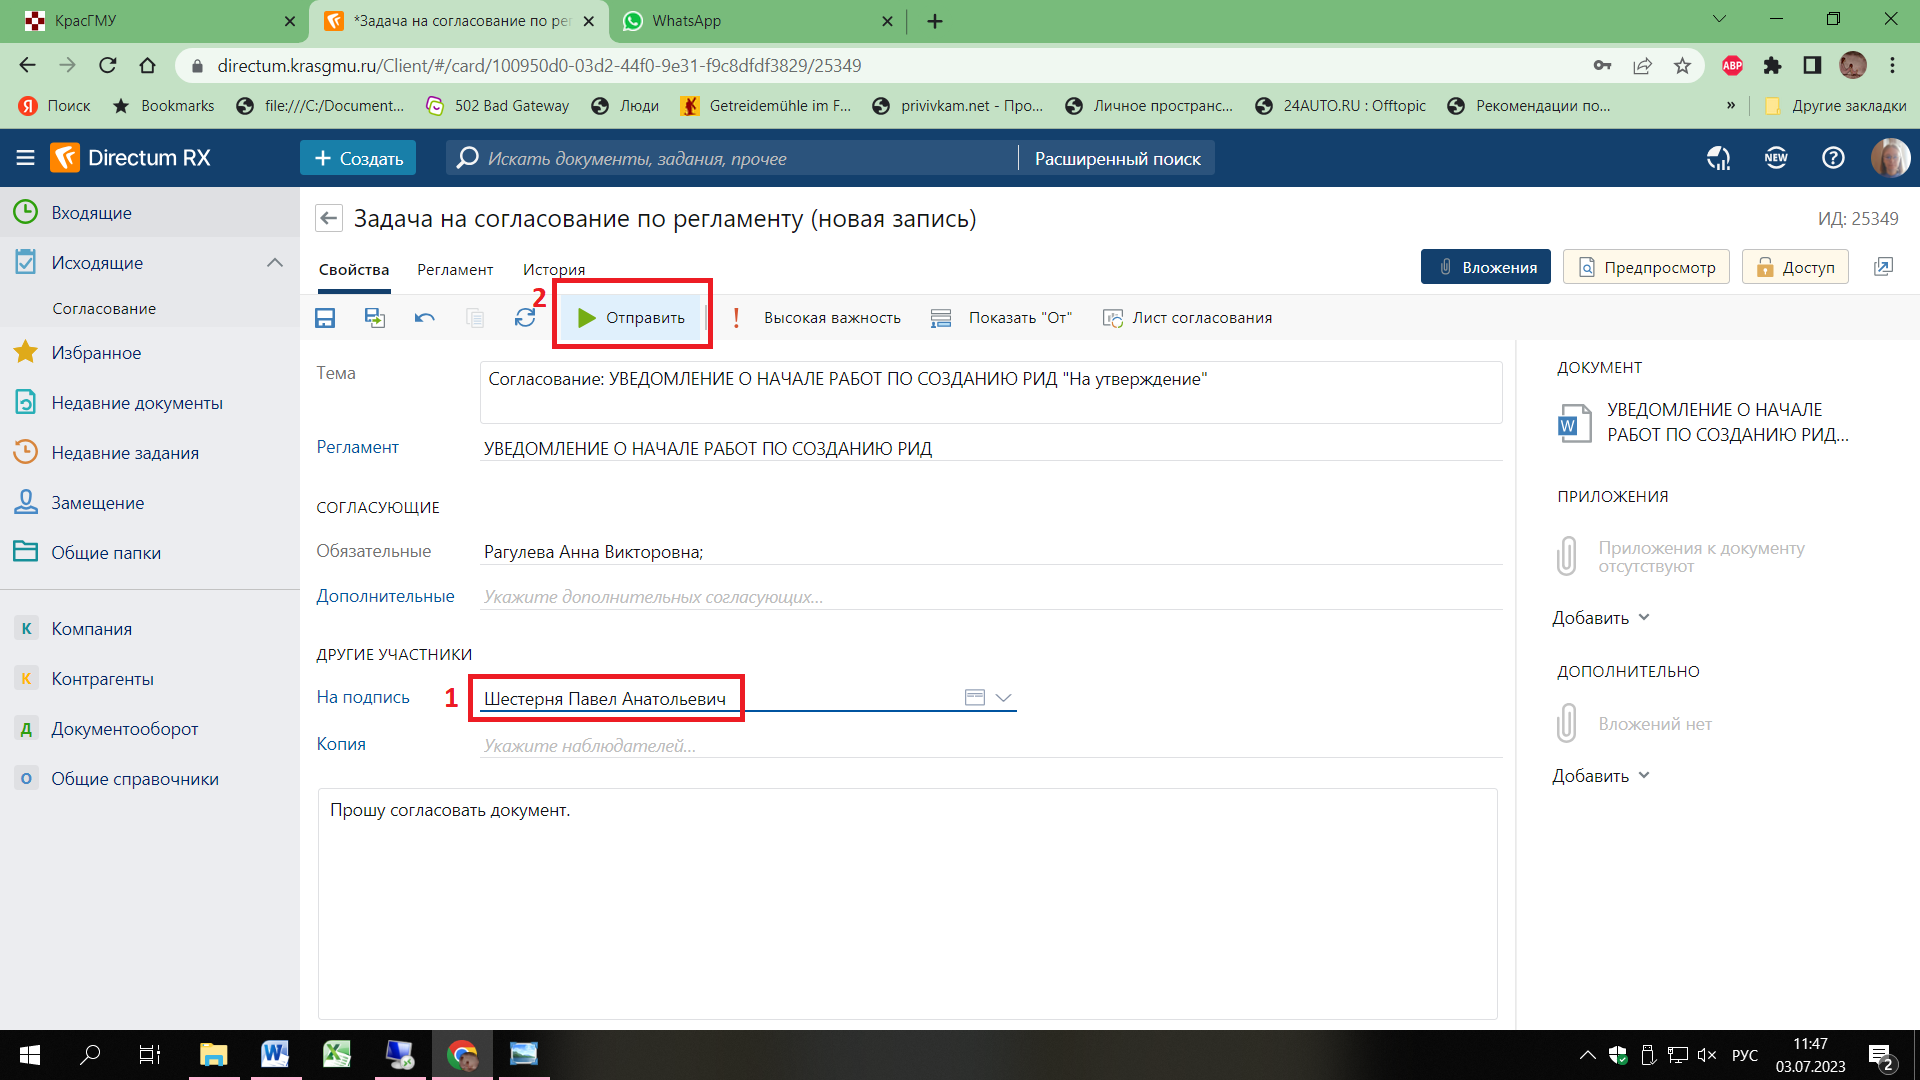 КрасГМУ
*Задача на согласование по рег
WhatsApp
directum.krasgmu.ru/Client/#/card/100950d0-03d2-44f0-9e31-f9c8dfdf3829/25349
ABP
Поиск
Bookmarks
file:///C:/Document...
502 Bad Gateway
Люди
Getreidemühle im F...
privivkam.net - Про...
Личное пространс...
24AUTO.RU : Offtopic
Рекомендации по...
»
Другие закладки
Directum RX
+ Создать
Искать документы, задания, прочее
Расширенный поиск
NEW
Входящие
Исходящие
Согласование
Избранное
Недавние документы
Недавние задания
Замещение
Общие папки
К Компания
К Контрагенты
Д Документооборот
О Общие справочники
Задача на согласование по регламенту (новая запись)
ИД: 25349
Свойства
Регламент
История
Вложения
Предпросмотр
Доступ
2
Отправить
Высокая важность
Показать "От"
Лист согласования
Тема
Согласование: УВЕДОМЛЕНИЕ О НАЧАЛЕ РАБОТ ПО СОЗДАНИЮ РИД "На утверждение"
Регламент
УВЕДОМЛЕНИЕ О НАЧАЛЕ РАБОТ ПО СОЗДАНИЮ РИД
СОГЛАСУЮЩИЕ
Обязательные
Рагулева Анна Викторовна;
Дополнительные
Укажите дополнительных согласующих...
ДРУГИЕ УЧАСТНИКИ
На подпись
1
Шестерня Павел Анатольевич
Копия
Укажите наблюдателей...
Прошу согласовать документ.
ДОКУМЕНТ
УВЕДОМЛЕНИЕ О НАЧАЛЕ
РАБОТ ПО СОЗДАНИЮ РИД...
ПРИЛОЖЕНИЯ
Приложения к документу
отсутствуют
Добавить
ДОПОЛНИТЕЛЬНО
Вложений нет
Добавить
РУС
11:47
03.07.2023
2